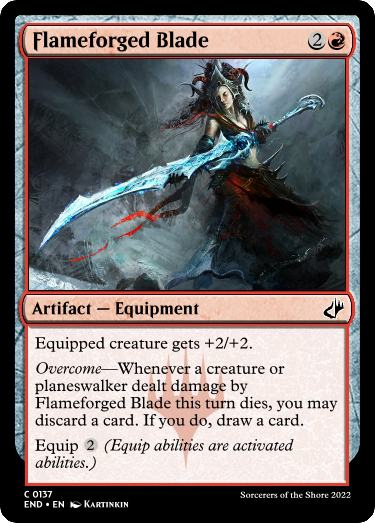 Flameforged Blade 2
Artifact — Equipment
Equipped creature gets +2/+2.
Overcome—Whenever a creature or
planeswalker dealt damage by
Flameforged Blade this turn dies, you may
discard a card. If you do, draw a card.
Equip 2 (Equip abilities are activated
abilities.)
C 0137
END • EN Kartinkin
Sorcerers of the Shore 2022